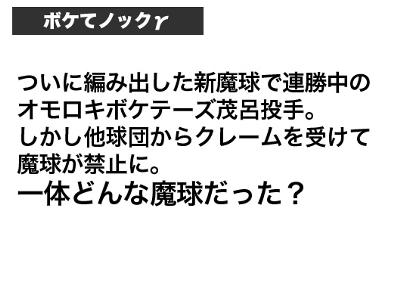 ボケてノックγ
ついに編み出した新魔球で連勝中の
オモロキボケテーズ茂呂投手。
しかし他球団からクレームを受けて
魔球が禁止に。
一体どんな魔球だった？